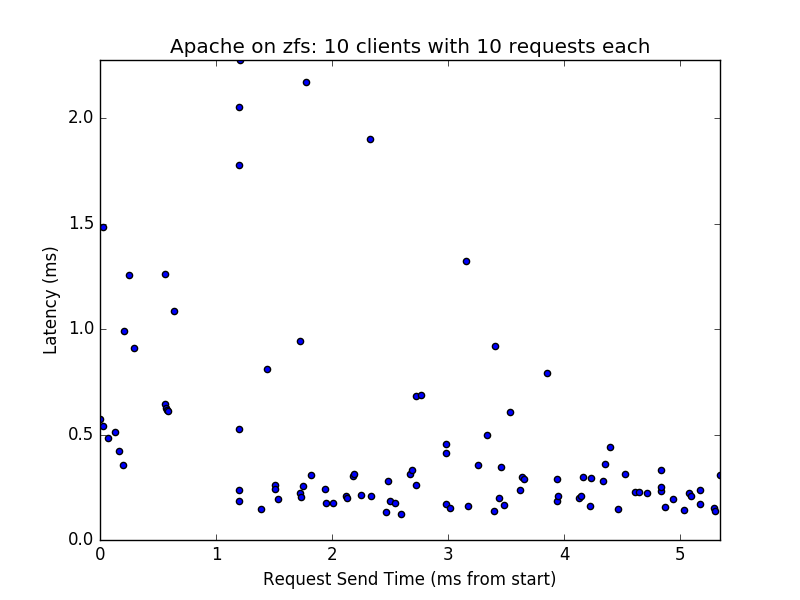 Apache on zfs: 10 clients with 10 requests each
2.0
1.5
1.0
0.5
0.0
Latency (ms)
0 1 2 3 4 5
Request Send Time (ms from start)